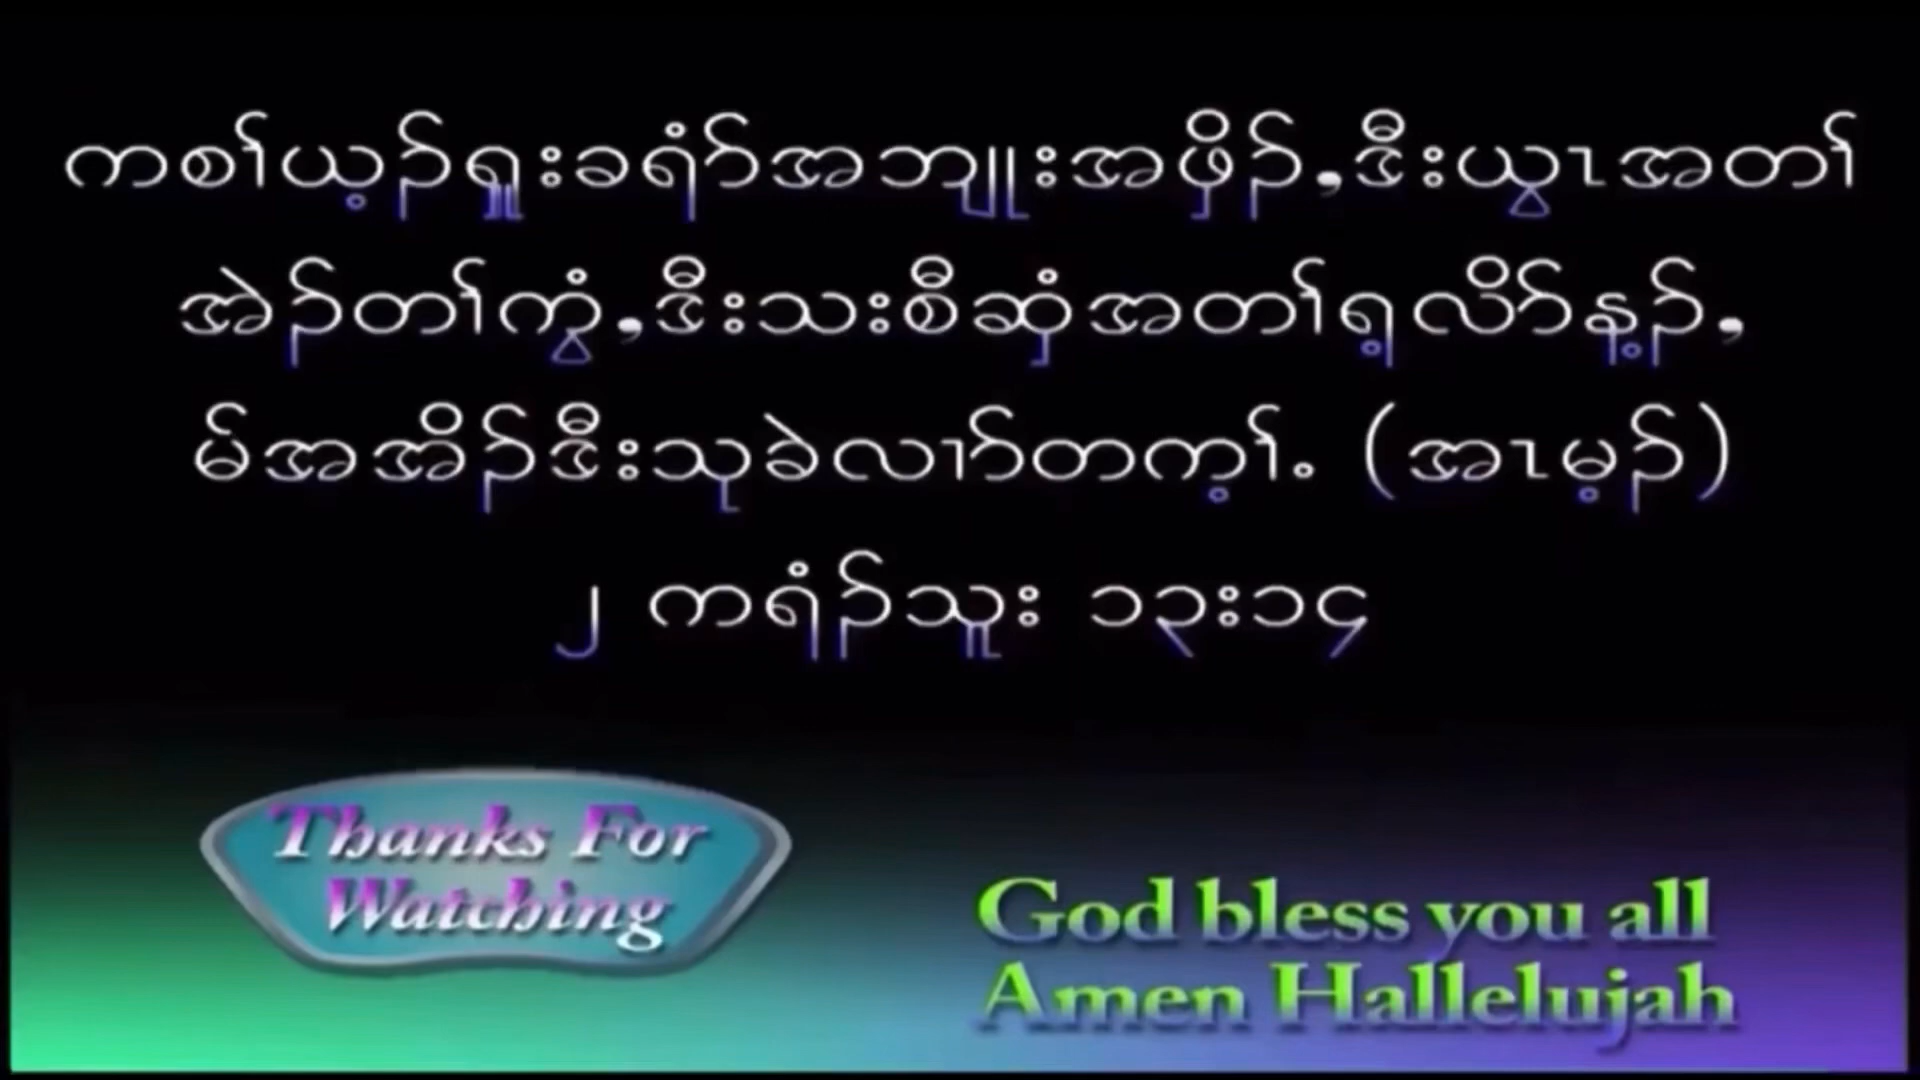 ကစၢ်ယ့ၣ်ရှူးခရံာ်အဘျုးအဖှိၣ်,ဒီးယွၤအတၢ်
အဲၣ်တၢ်ကွံ,ဒီးသးစီဆှံအတၢ်ရ့လိာ်န့ၣ်,
မ်အအိၣ်ဒီးသုခဲလၢာ်တက့ၢ်. (အၤမ့ၣ်)
၂ ကရံၣ်သူး ၁၃း၁၄
Thanks For
Watching
God bless you all
Amen Hallelujah